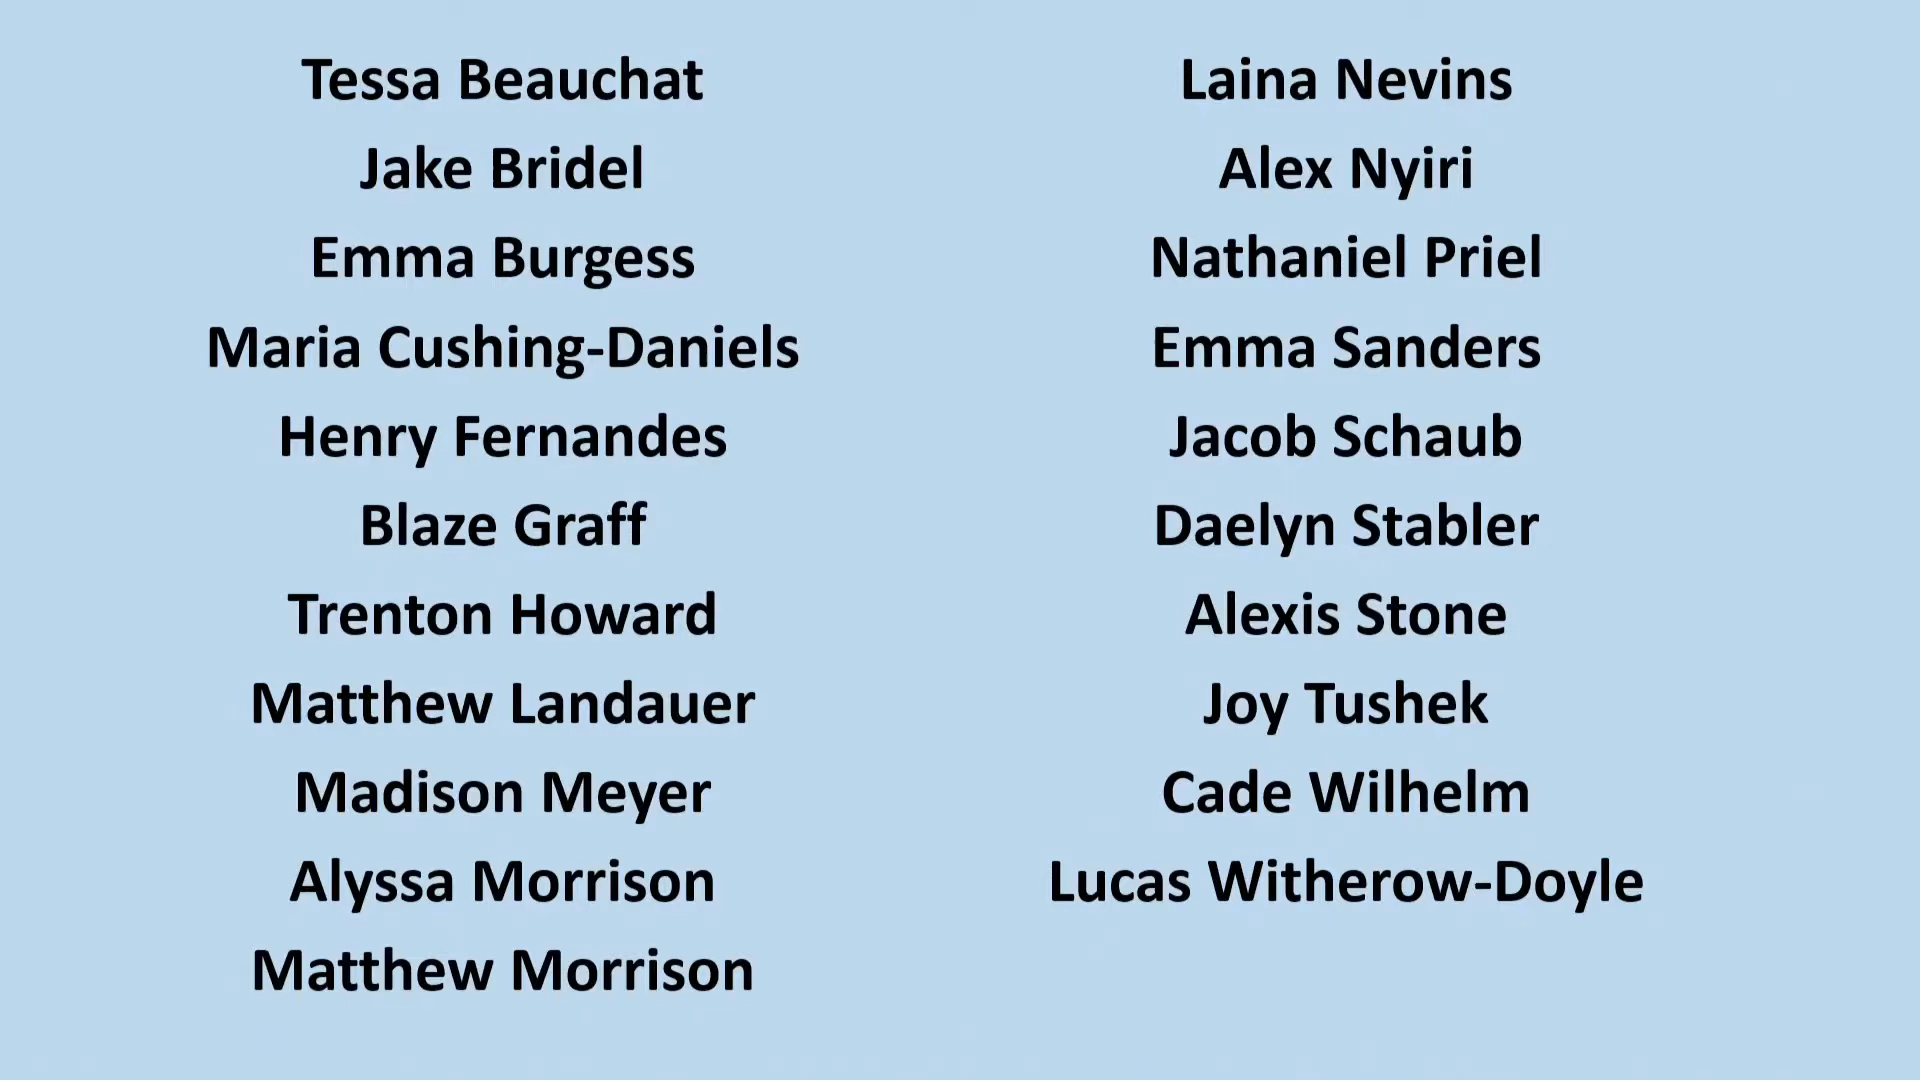 Tessa Beauchat
Jake Bridel
Emma Burgess
Maria Cushing-Daniels
Henry Fernandes
Blaze Graff
Trenton Howard
Matthew Landauer
Madison Meyer
Alyssa Morrison
Matthew Morrison
Laina Nevins
Alex Nyiri
Nathaniel Priel
Emma Sanders
Jacob Schaub
Daelyn Stabler
Alexis Stone
Joy Tushek
Cade Wilhelm
Lucas Witherow-Doyle